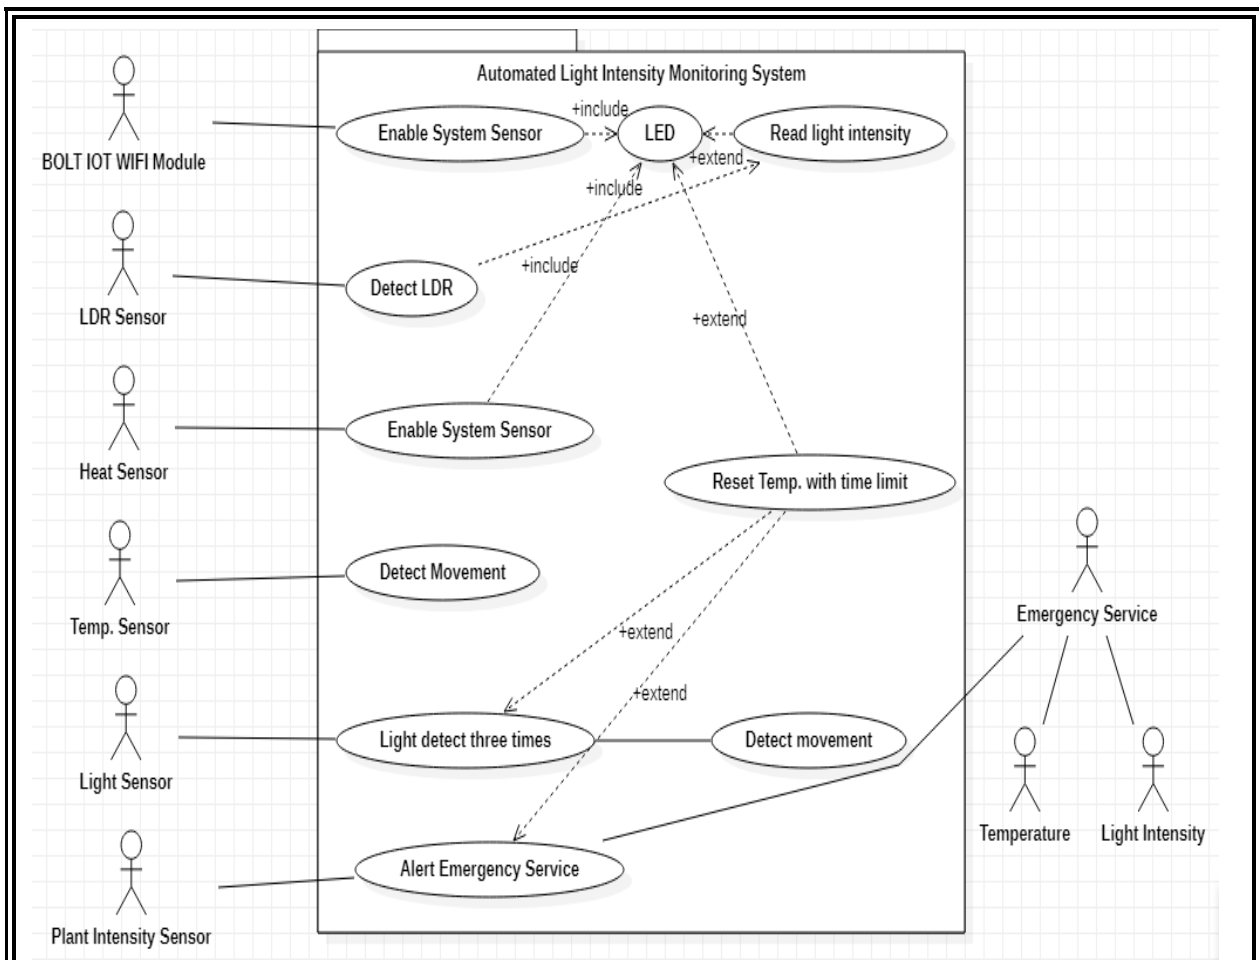 Automated Light Intensity Monitoring System
+include
Enable System Sensor
LED
Read light intensity
BOLT IOT WIFI Module
+extend
+include
+include
Detect LDR
LDR Sensor
+extend
Enable System Sensor
Heat Sensor
Reset Temp. with time limit
Detect Movement
Emergency Service
Temp. Sensor
+extend
+extend
Light detect three times
Detect movement
Light Sensor
Temperature
Light Intensity
Alert Emergency Service
Plant Intensity Sensor